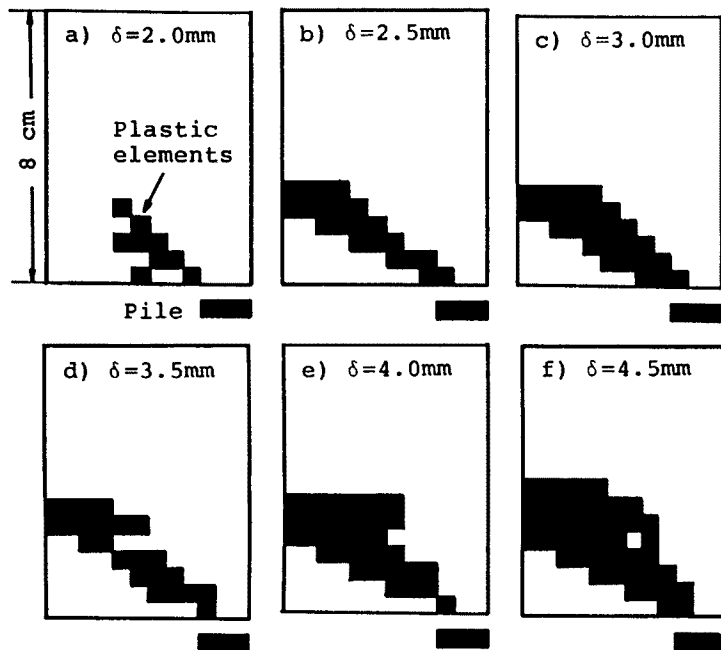 a) δ=2.0mm
b) δ=2.5mm
c) δ=3.0mm
8 cm
Plastic
elements
Pile
d) δ=3.5mm
e) δ=4.0mm
f) δ=4.5mm